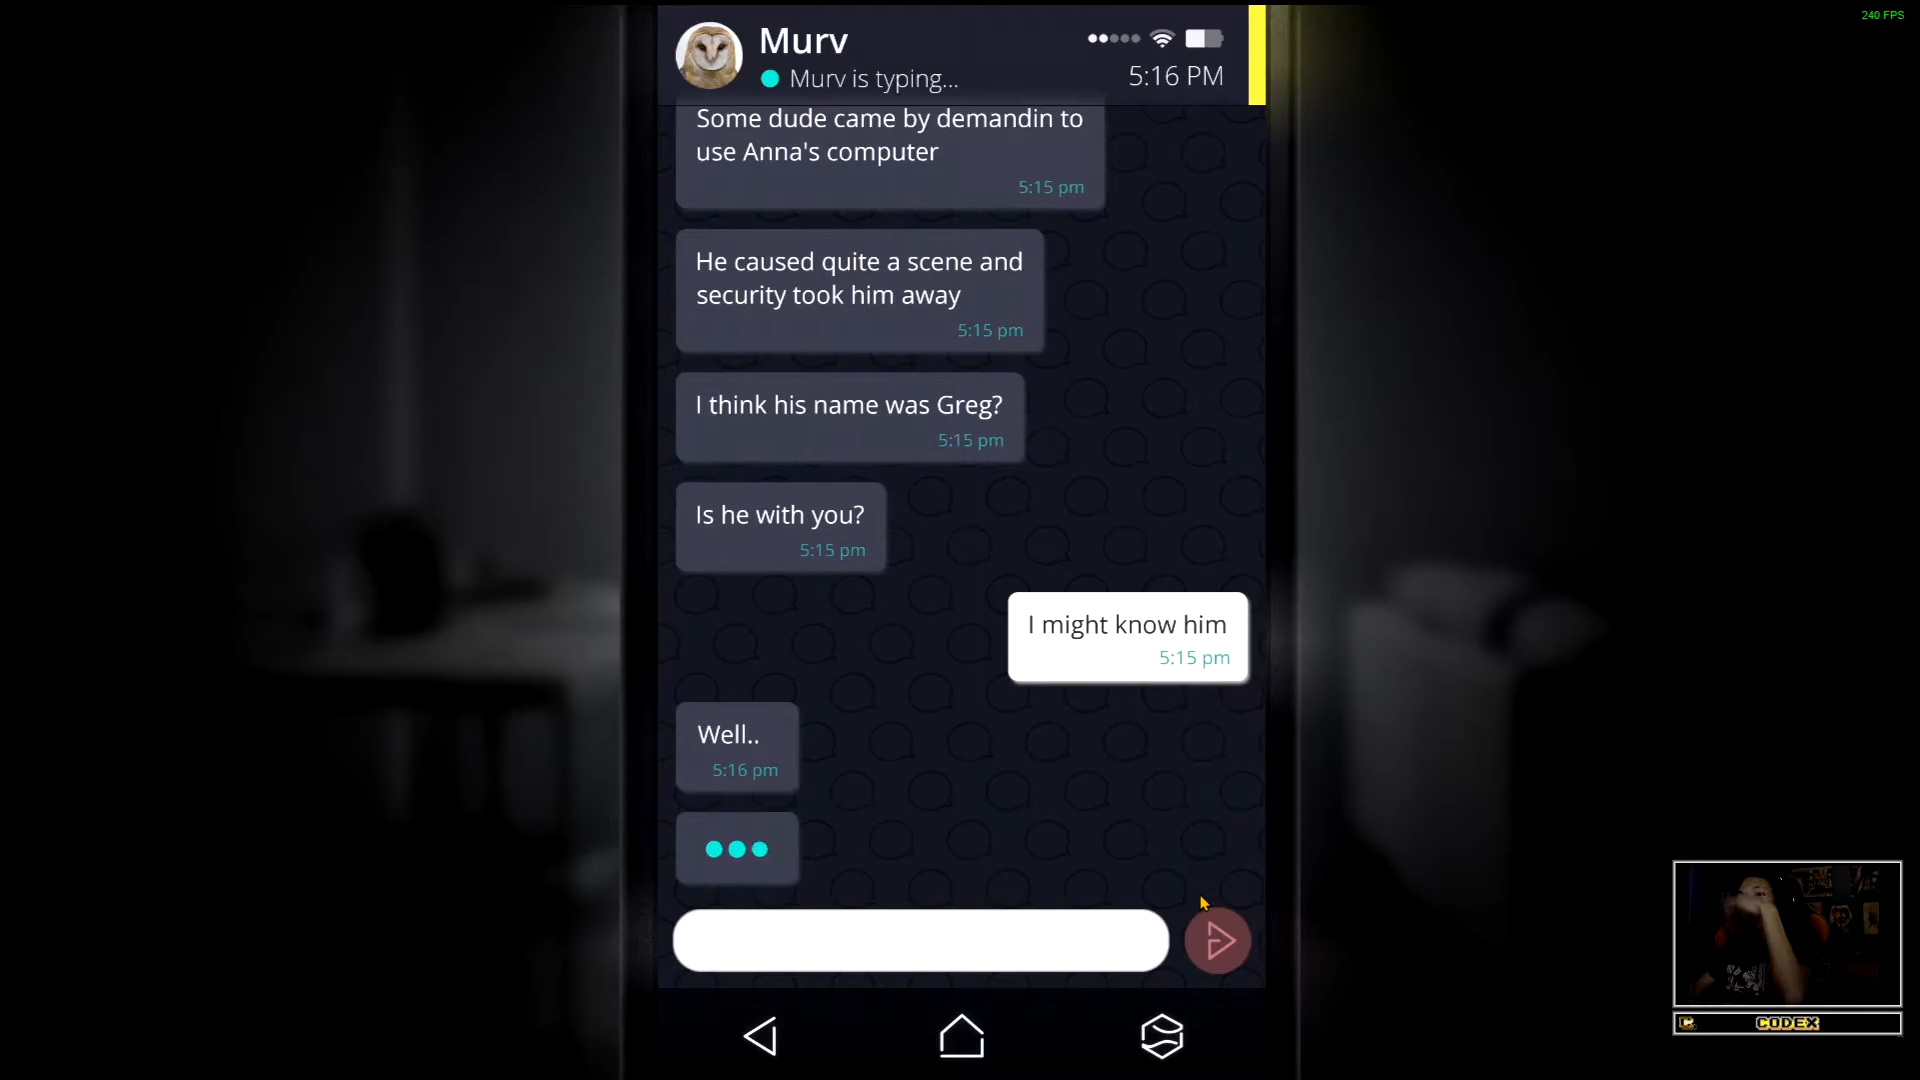 240 FPS
Murv
Murv is typing...
5:16 PM
Some dude came by demandin to
use Anna's computer
5:15 pm
He caused quite a scene and
security took him away
5:15 pm
I think his name was Greg?
5:15 pm
Is he with you?
5:15 pm
I might know him
5:15 pm
Well..
5:16 pm
CODEX